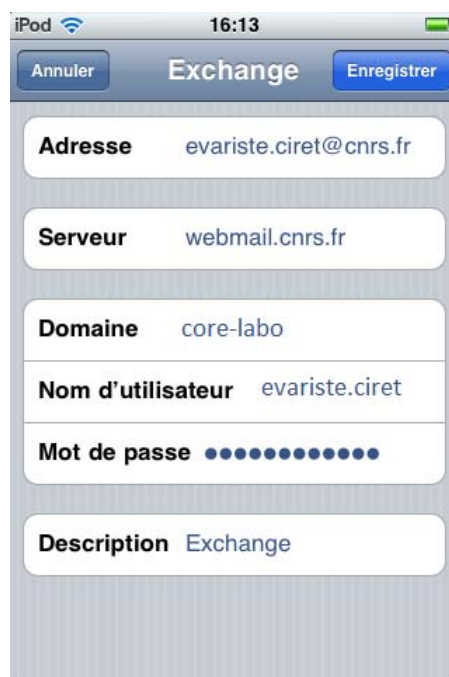 iPod 16:13
Annuler Exchange Enregistrer
Adresse evariste.ciret@cnrs.fr
Serveur webmail.cnrs.fr
Domaine core-labo
Nom d'utilisateur evariste.ciret
Mot de passe ●●●●●●●●●●●●
Description Exchange